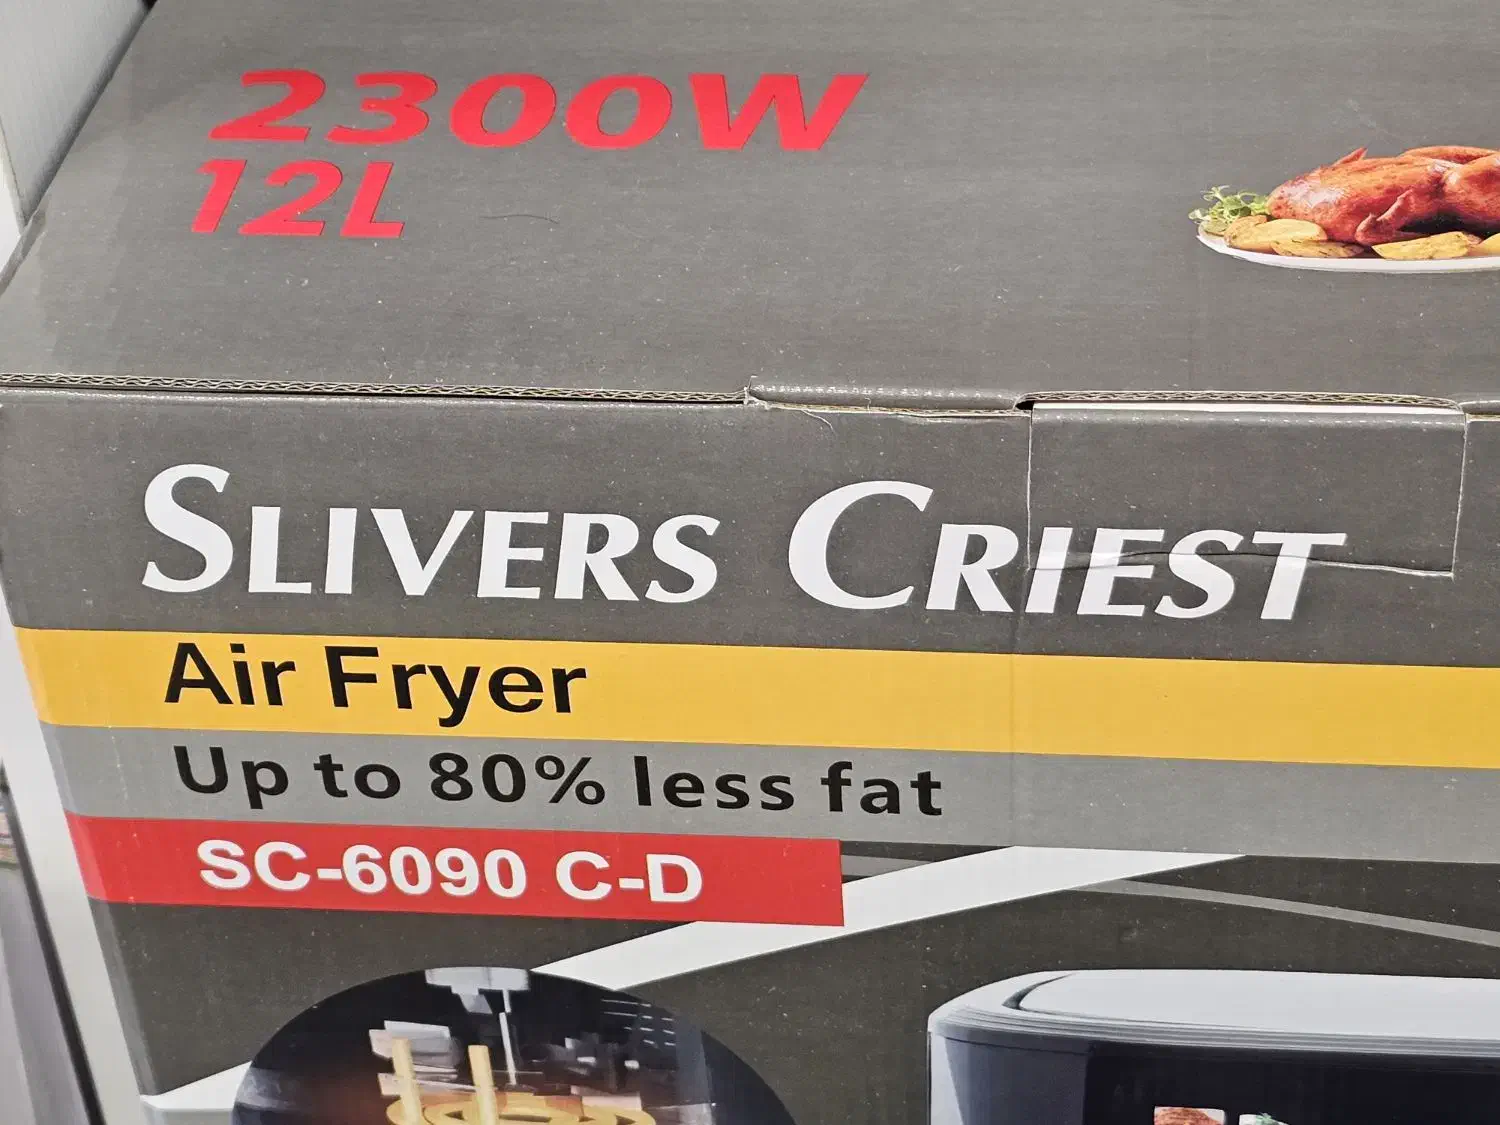 2300W
12L
SLIVERS CRIEST
Air Fryer
Up to 80% less fat
SC-6090 C-D